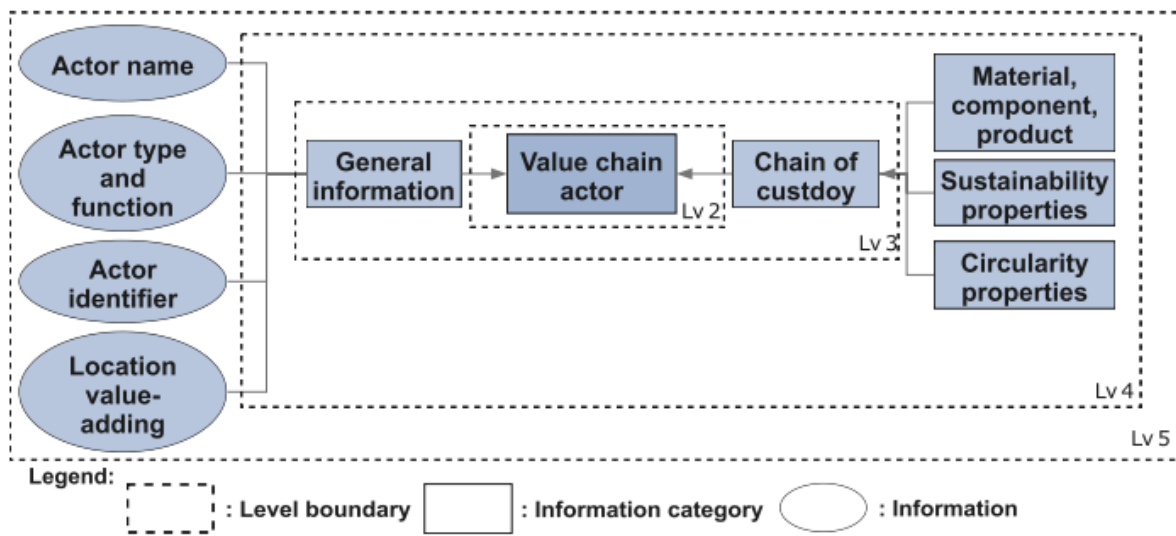 Actor name
Actor type
and
function
Actor
identifier
Location
value-
adding
General
information
Value chain
actor
Lv 2
Chain of
custdoy
Lv 3
Material,
component,
product
Sustainability
properties
Circularity
properties
Lv 4
Lv 5
Legend:
: Level boundary
: Information category
: Information